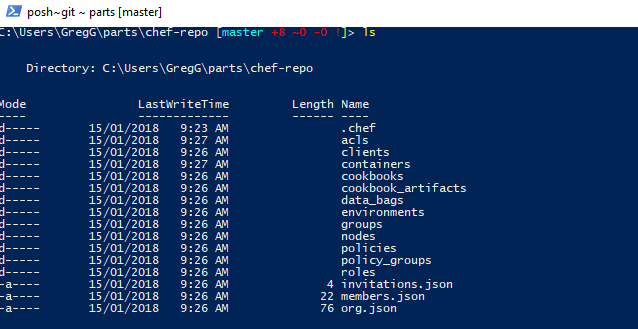 posh~git ~ parts [master]
C:\Users\GregG\parts\chef-repo [master +8 ~0 -0 !]> ls
Directory: C:\Users\GregG\parts\chef-repo
Mode LastWriteTime Length Name
---- ------------- ------ ----
d----- 15/01/2018 9:23 AM .chef
d----- 15/01/2018 9:27 AM acls
d----- 15/01/2018 9:26 AM clients
d----- 15/01/2018 9:27 AM containers
d----- 15/01/2018 9:26 AM cookbooks
d----- 15/01/2018 9:26 AM cookbook_artifacts
d----- 15/01/2018 9:26 AM data_bags
d----- 15/01/2018 9:26 AM environments
d----- 15/01/2018 9:26 AM groups
d----- 15/01/2018 9:26 AM nodes
d----- 15/01/2018 9:26 AM policies
d----- 15/01/2018 9:26 AM policy_groups
d----- 15/01/2018 9:26 AM roles
-a---- 15/01/2018 9:26 AM 4 invitations.json
-a---- 15/01/2018 9:26 AM 22 members.json
-a---- 15/01/2018 9:26 AM 76 org.json